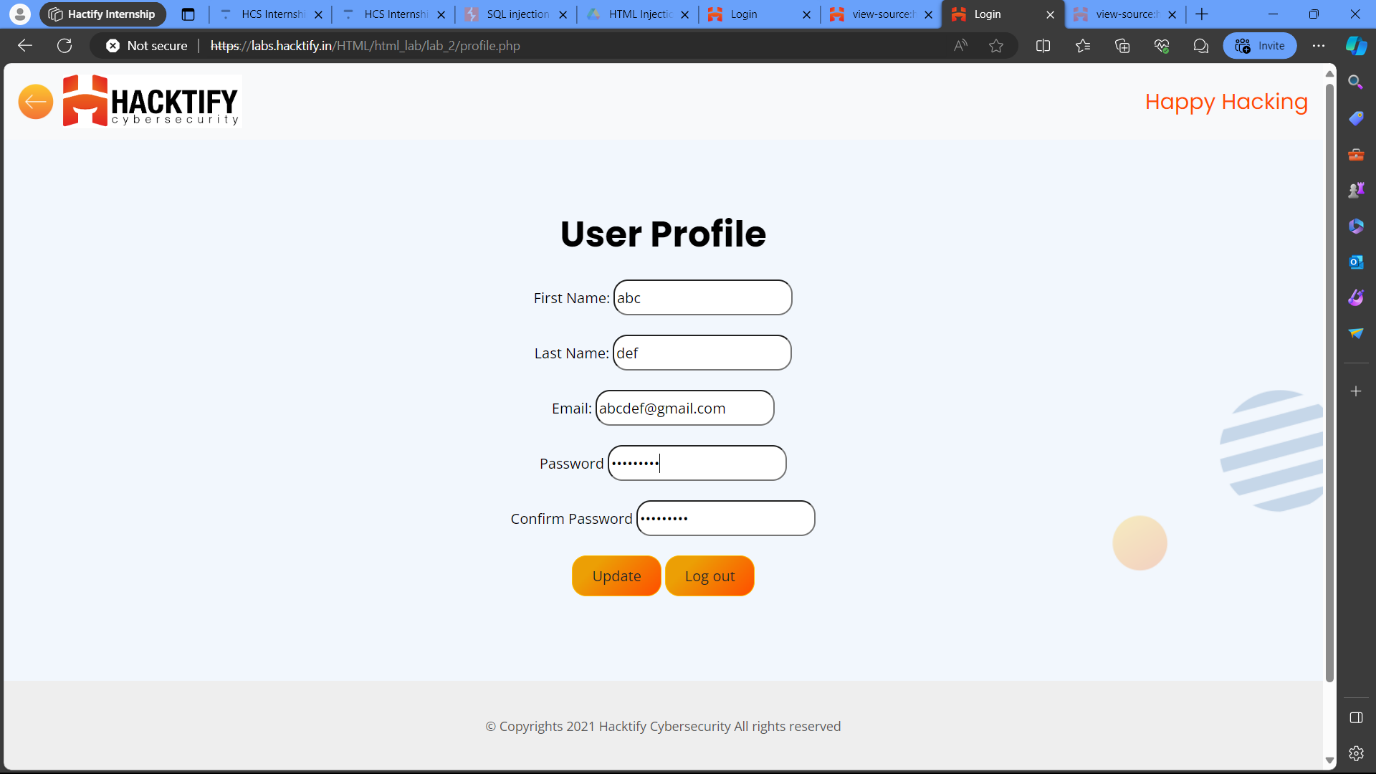 Hactify Internship
HCS Internshi
HCS Internshi
SQL injection
HTML Injectio
Login
view-source:h
Login
view-source:h
Not secure
https://labs.hacktify.in/HTML/html_lab/lab_2/profile.php
Invite
HACKTIFY
cybersecurity
Happy Hacking
User Profile
First Name: abc
Last Name: def
Email: abcdef@gmail.com
Password •••••••••
Confirm Password •••••••••
Update Log out
© Copyrights 2021 Hacktify Cybersecurity All rights reserved